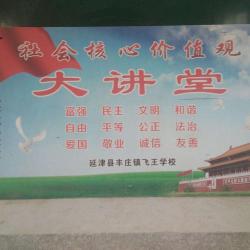 社会核心价值观
大讲堂
富强 民主 文明 和谐
自由 平等 公正 法治
爱国 敬业 诚信 友善
延津县丰庄镇飞王学校